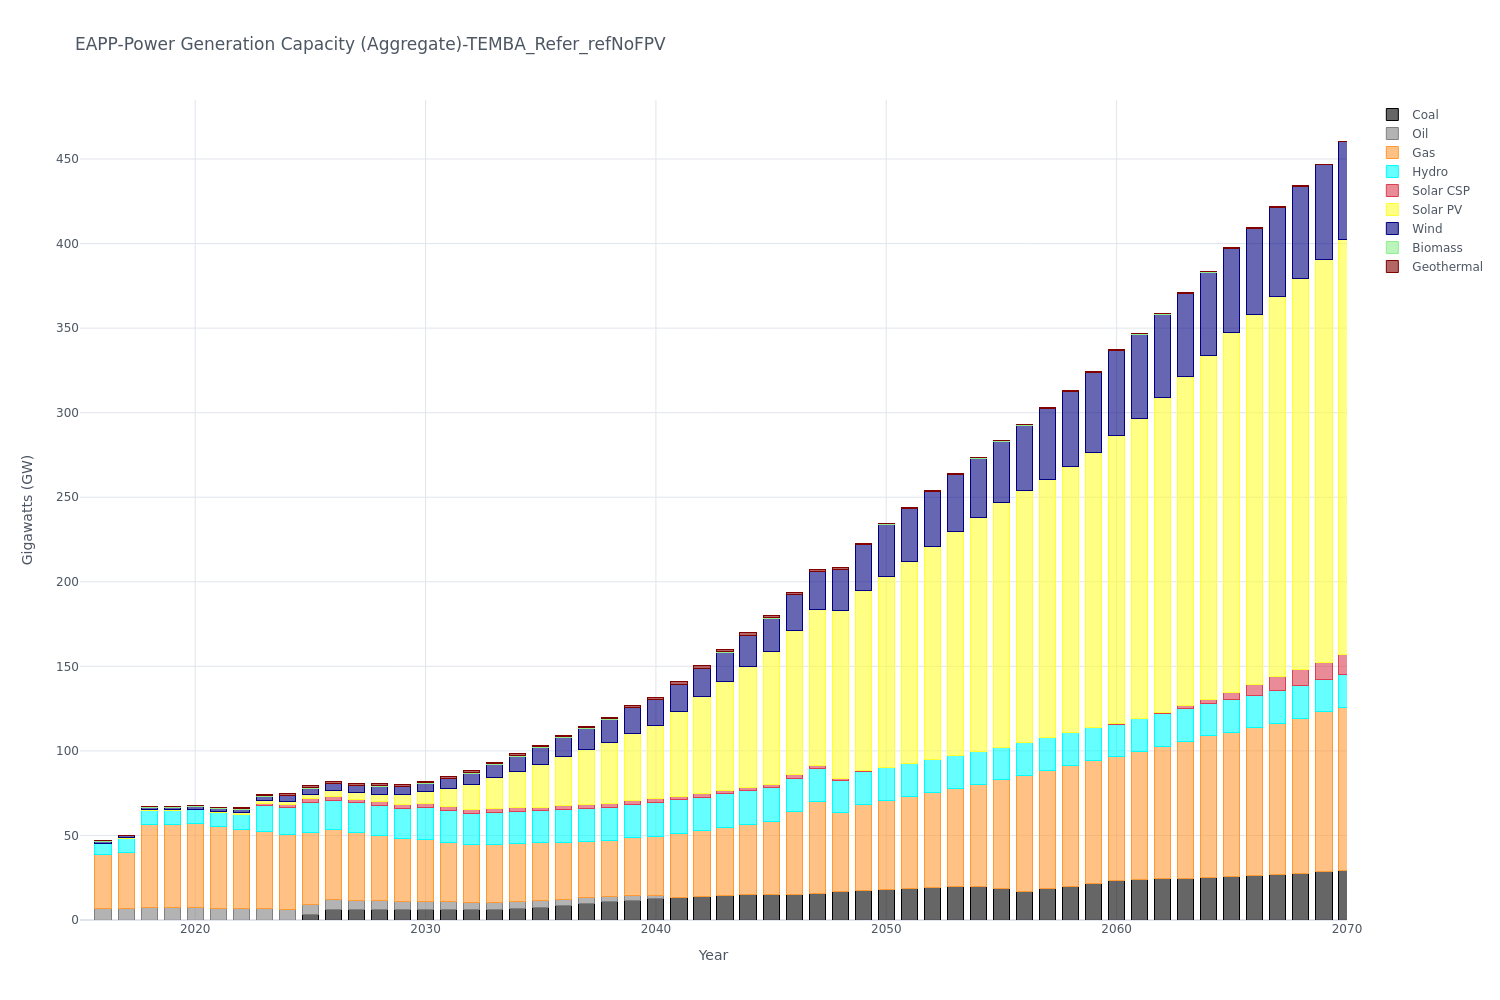 EAPP-Power Generation Capacity (Aggregate)-TEMBA_Refer_refNoFPV
Coal
Oil
Gas
Hydro
Solar CSP
Solar PV
Wind
Biomass
Geothermal
450
400
350
300
250
200
150
100
50
0
Gigawatts (GW)
2020
2030
2040
2050
2060
2070
Year